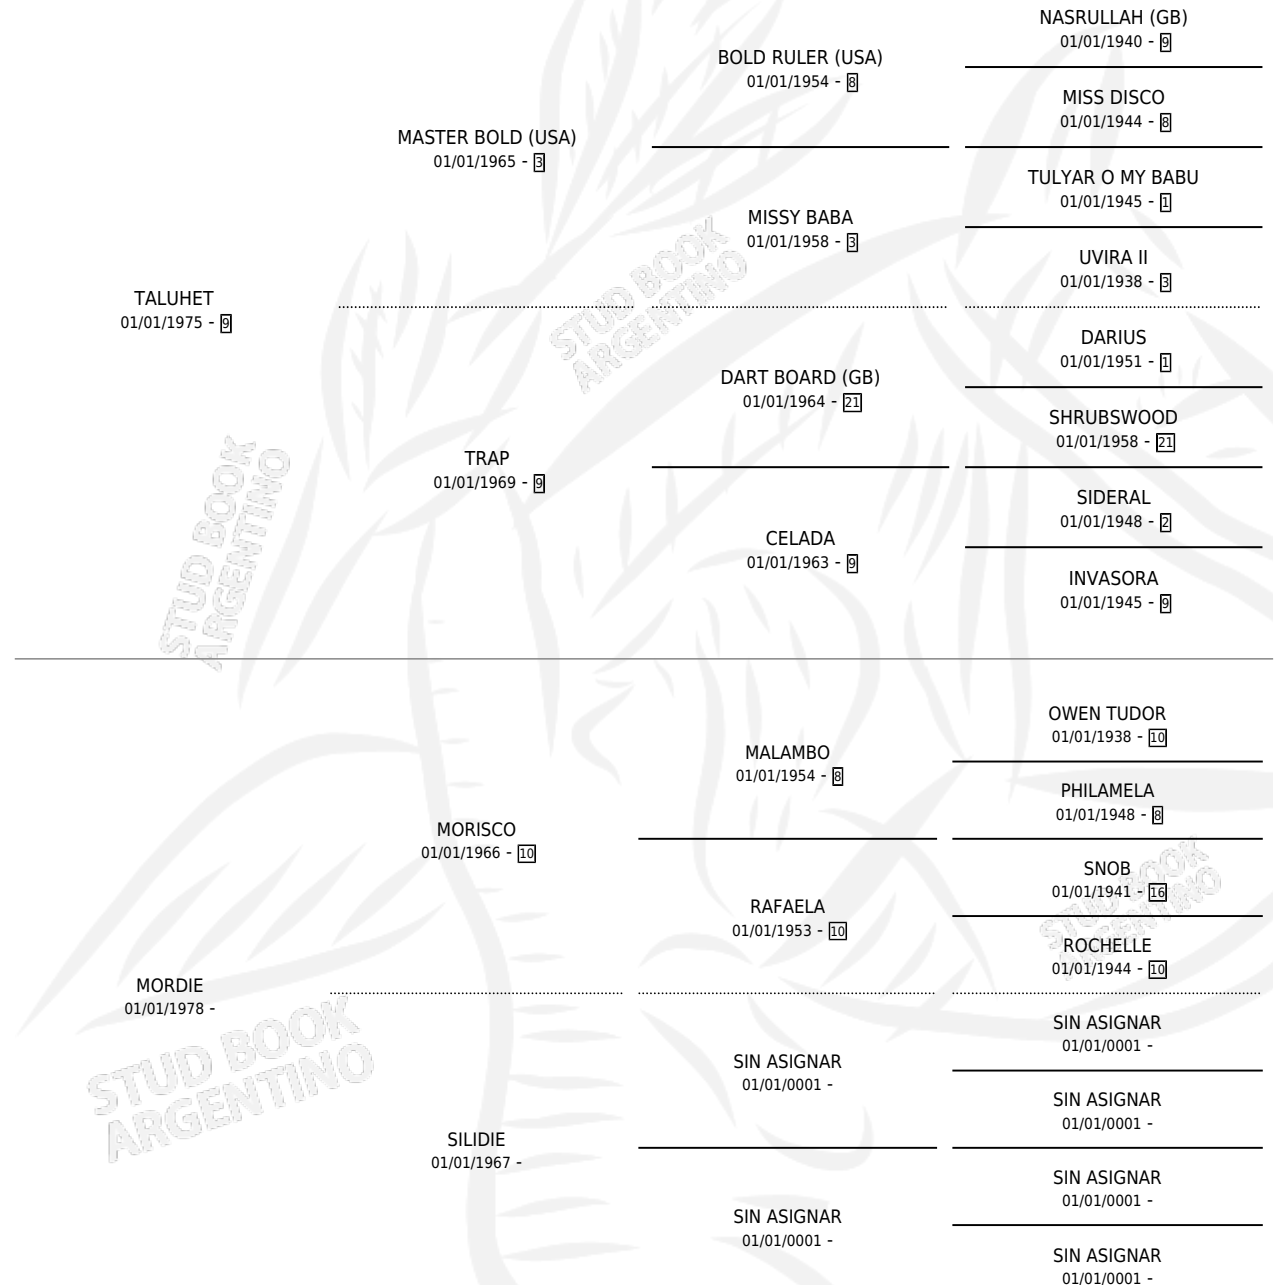 NASRULLAH (GB)
01/01/1940 - 9
BOLD RULER (USA)
01/01/1954 - 8
MISS DISCO
01/01/1944 - 8
MASTER BOLD (USA)
01/01/1965 - 3
TULYAR O MY BABU
01/01/1945 - 1
MISSY BABA
01/01/1958 - 3
UVIRA II
01/01/1938 - 3
TALUHET
01/01/1975 - 9
DARIUS
01/01/1951 - 1
DART BOARD (GB)
01/01/1964 - 21
SHRUBSWOOD
01/01/1958 - 21
TRAP
01/01/1969 - 9
SIDERAL
01/01/1948 - 2
CELADA
01/01/1963 - 9
INVASORA
01/01/1945 - 9
OWEN TUDOR
01/01/1938 - 10
MALAMBO
01/01/1954 - 8
PHILAMELA
01/01/1948 - 8
MORISCO
01/01/1966 - 10
SNOB
01/01/1941 - 16
RAFAELA
01/01/1953 - 10
ROCHELLE
01/01/1944 - 10
MORDIE
01/01/1978 -
SIN ASIGNAR
01/01/0001 -
SIN ASIGNAR
01/01/0001 -
SIN ASIGNAR
01/01/0001 -
SILIDIE
01/01/1967 -
SIN ASIGNAR
01/01/0001 -
SIN ASIGNAR
01/01/0001 -
SIN ASIGNAR
01/01/0001 -
STUD BOOK
ARGENTINO
STUD BOOK
ARGENTINO
STUD BOOK
ARGENTINO
STUD BOOK
ARGENTINO